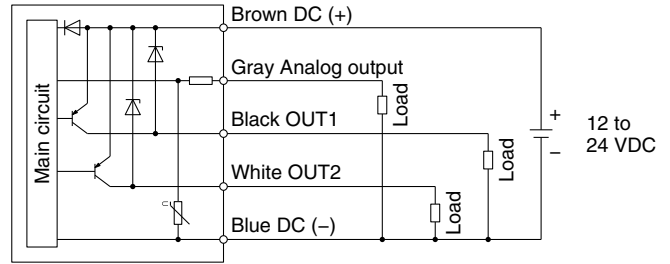 Brown DC (+)
Gray Analog output
Black OUT1
White OUT2
Blue DC (−)
Main circuit
Load
Load
Load
+
−
12 to
24 VDC
U